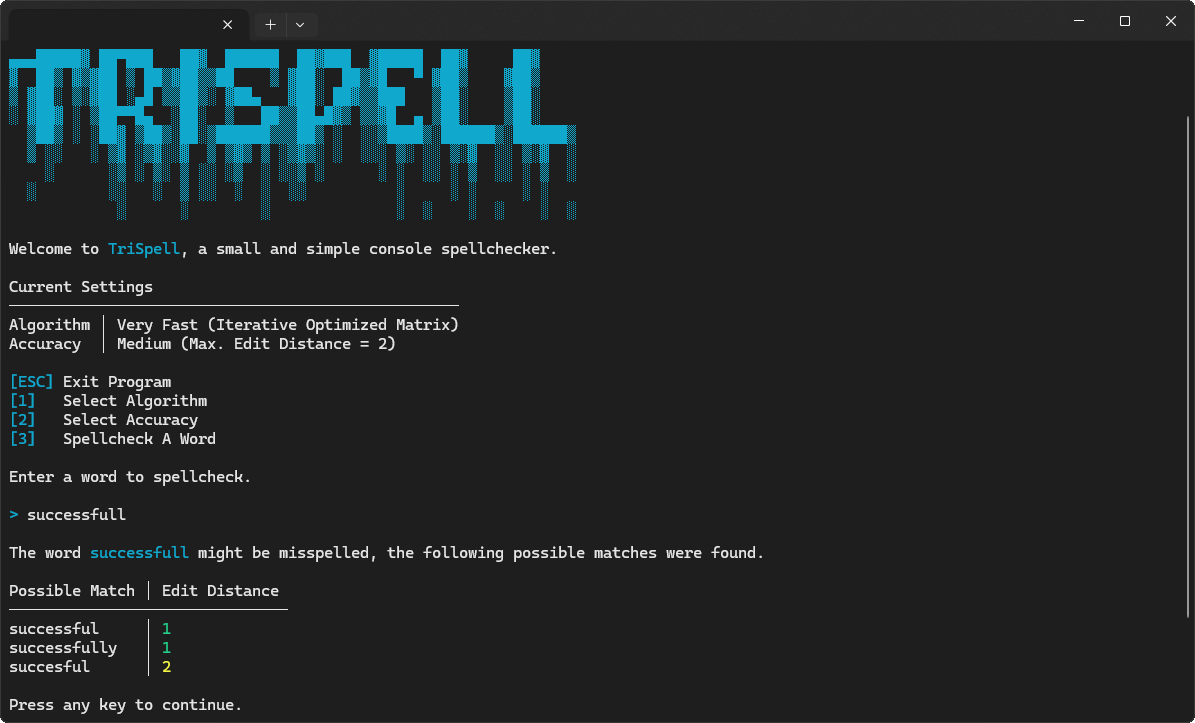 TRISPELL
Welcome to TriSpell, a small and simple console spellchecker.
Current Settings
Algorithm │ Very Fast (Iterative Optimized Matrix)
Accuracy │ Medium (Max. Edit Distance = 2)
[ESC] Exit Program
[1] Select Algorithm
[2] Select Accuracy
[3] Spellcheck A Word
Enter a word to spellcheck.
> successfull
The word successfull might be misspelled, the following possible matches were found.
Possible Match │ Edit Distance
successful │ 1
successfully │ 1
succesful │ 2
Press any key to continue.